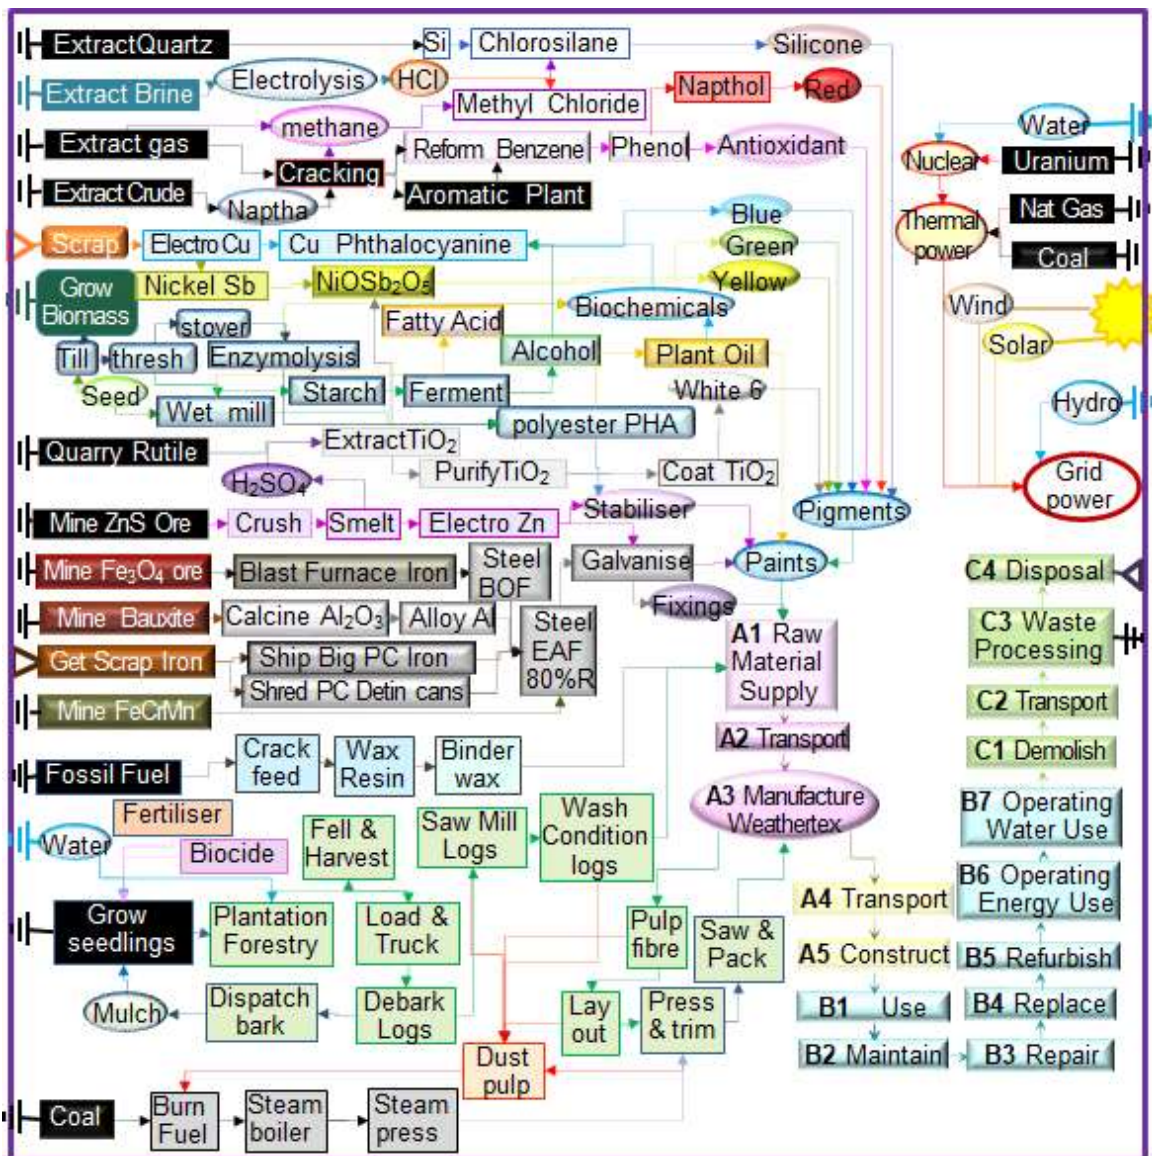 ExtractQuartz
Si
Chlorosilane
Silicone
Extract Brine
Electrolysis
HCl
Methyl Chloride
Napthol
Red
methane
Extract gas
Cracking
Reform Benzene
Phenol
Antioxidant
Extract Crude
Naptha
Aromatic Plant
Water
Nuclear
Uranium
Thermal
power
Nat Gas
Coal
Scrap
Electro Cu
Cu Phthalocyanine
Blue
Green
Yellow
Grow
Biomass
Nickel Sb
NiOSb₂O₅
Biochemicals
Wind
Solar
stover
Fatty Acid
Till
thresh
Enzymolysis
Alcohol
Plant Oil
Seed
Starch
Ferment
White 6
Hydro
Wet mill
polyester PHA
Quarry Rutile
ExtractTiO₂
PurifyTiO₂
Coat TiO₂
Grid
power
H₂SO₄
Stabiliser
Pigments
Mine ZnS Ore
Crush
Smelt
Electro Zn
Galvanise
Paints
Mine Fe₃O₄ ore
Blast Furnace Iron
Steel
BOF
Fixings
C4 Disposal
Mine Bauxite
Calcine Al₂O₃
Alloy Al
Steel
EAF
80%R
A1 Raw
Material
Supply
C3 Waste
Processing
Get Scrap Iron
Ship Big PC Iron
Shred PC Detin cans
Mine FeCrMn
A2 Transport
C2 Transport
C1 Demolish
Fossil Fuel
Crack
feed
Wax
Resin
Binder
wax
A3 Manufacture
Weathertex
B7 Operating
Water Use
Fertiliser
Water
Biocide
Fell &
Harvest
Saw Mill
Logs
Wash
Condition
logs
B6 Operating
Energy Use
A4 Transport
Grow
seedlings
Plantation
Forestry
Load &
Truck
Pulp
fibre
Saw &
Pack
A5 Construct
B5 Refurbish
Mulch
Dispatch
bark
Debark
Logs
Lay
out
Press
& trim
B1 Use
B4 Replace
B2 Maintain
B3 Repair
Dust
pulp
Coal
Burn
Fuel
Steam
boiler
Steam
press